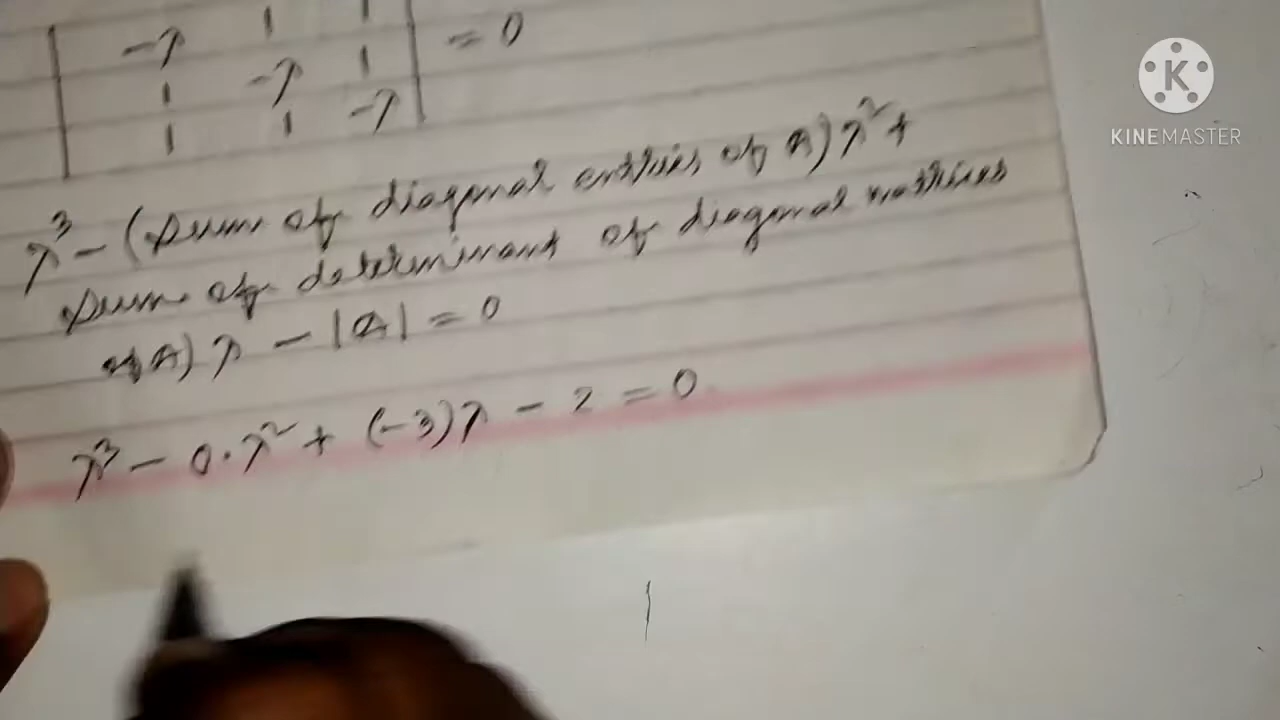 | -λ 1 1 |
| 1 -λ 1 | = 0
| 1 1 -λ |
λ³ - (sum of diagonal entries of A) λ² +
sum of determinant of diagonal matrices
of A) λ - |A| = 0
λ³ - 0·λ² + (-3)λ - 2 = 0
K
KINEMASTER